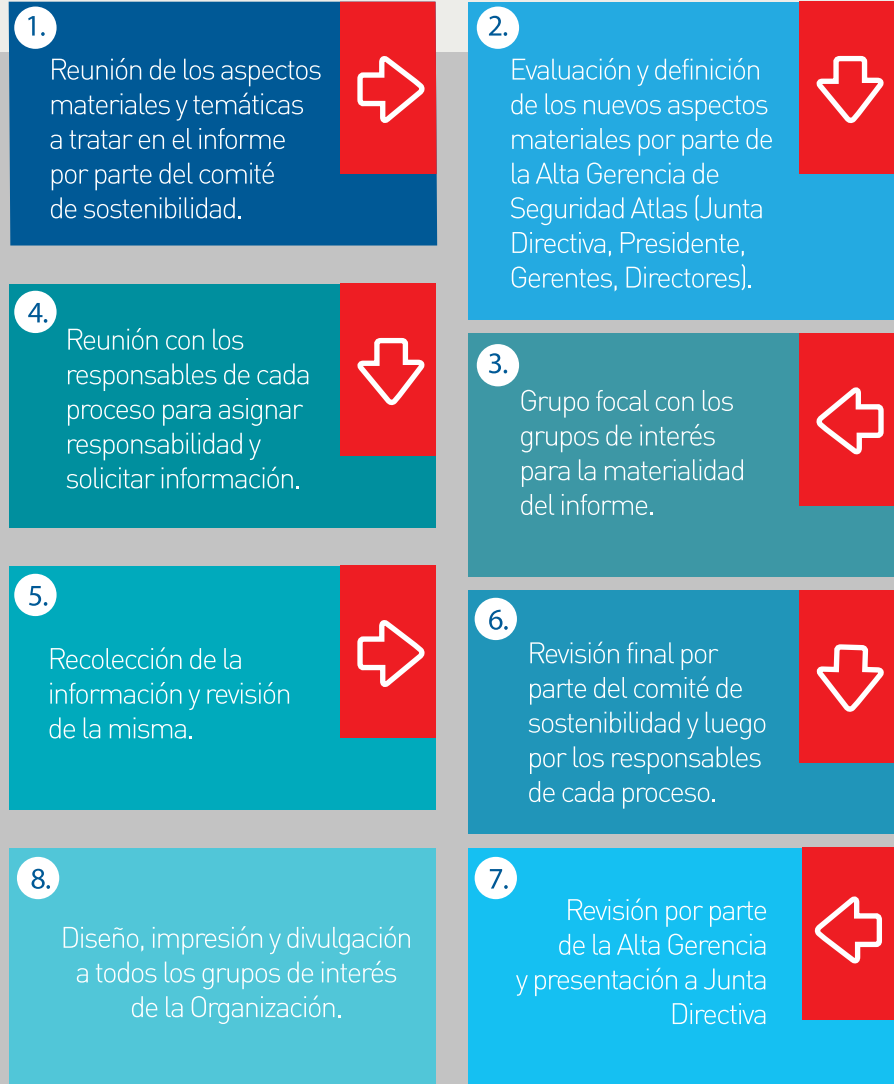 1.
Reunión de los aspectos
materiales y temáticas
a tratar en el informe
por parte del comité
de sostenibilidad.
2.
Evaluación y definición
de los nuevos aspectos
materiales por parte de
la Alta Gerencia de
Seguridad Atlas (Junta
Directiva, Presidente,
Gerentes, Directores).
3.
Grupo focal con los
grupos de interés
para la materialidad
del informe.
4.
Reunión con los
responsables de cada
proceso para asignar
responsabilidad y
solicitar información.
5.
Recolección de la
información y revisión
de la misma.
6.
Revisión final por
parte del comité de
sostenibilidad y luego
por los responsables
de cada proceso.
7.
Revisión por parte
de la Alta Gerencia
y presentación a Junta
Directiva
8.
Diseño, impresión y divulgación
a todos los grupos de interés
de la Organización.